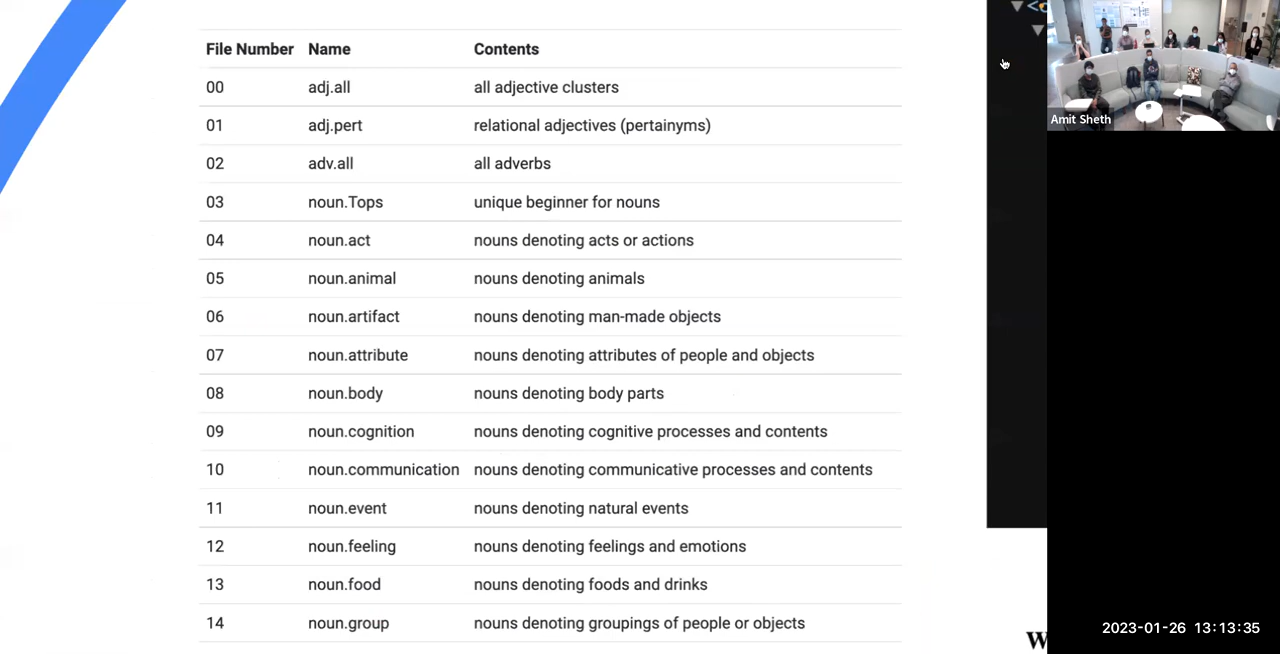 File Number Name Contents
00 adj.all all adjective clusters
01 adj.pert relational adjectives (pertainyms)
02 adv.all all adverbs
03 noun.Tops unique beginner for nouns
04 noun.act nouns denoting acts or actions
05 noun.animal nouns denoting animals
06 noun.artifact nouns denoting man-made objects
07 noun.attribute nouns denoting attributes of people and objects
08 noun.body nouns denoting body parts
09 noun.cognition nouns denoting cognitive processes and contents
10 noun.communication nouns denoting communicative processes and contents
11 noun.event nouns denoting natural events
12 noun.feeling nouns denoting feelings and emotions
13 noun.food nouns denoting foods and drinks
14 noun.group nouns denoting groupings of people or objects
Amit Sheth
W
2023-01-26 13:13:35